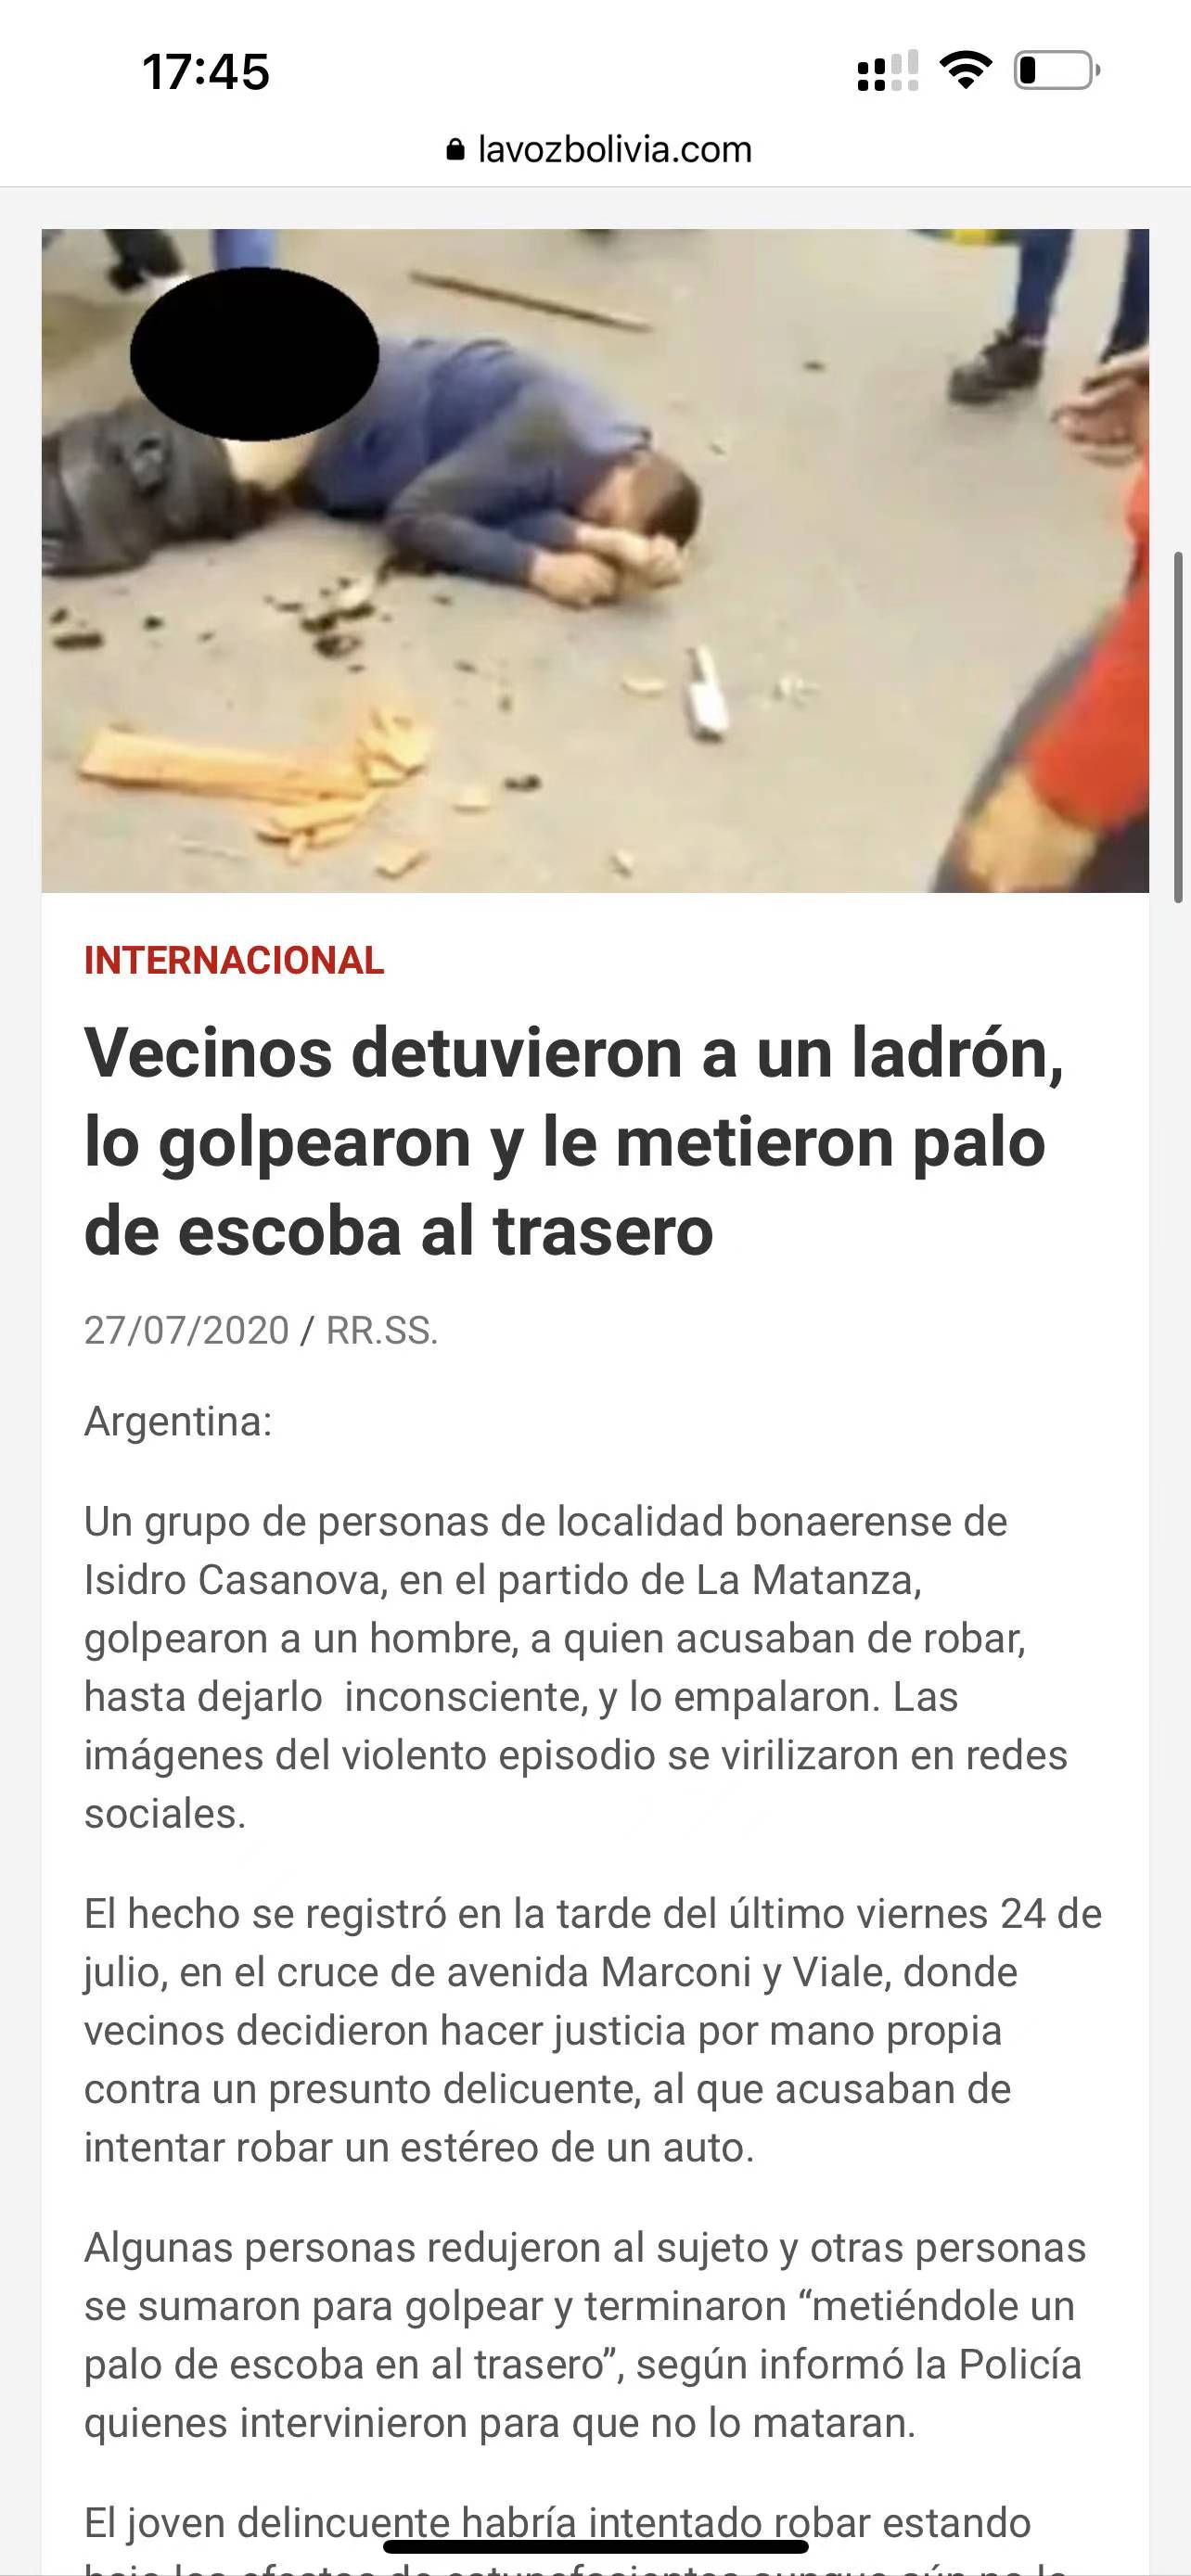 17:45
lavozbolivia.com
INTERNACIONAL
Vecinos detuvieron a un ladrón,
lo golpearon y le metieron palo
de escoba al trasero
27/07/2020 / RR.SS.
Argentina:
Un grupo de personas de localidad bonaerense de
Isidro Casanova, en el partido de La Matanza,
golpearon a un hombre, a quien acusaban de robar,
hasta dejarlo  inconsciente, y lo empalaron. Las
imágenes del violento episodio se virilizaron en redes
sociales.
El hecho se registró en la tarde del último viernes 24 de
julio, en el cruce de avenida Marconi y Viale, donde
vecinos decidieron hacer justicia por mano propia
contra un presunto delicuente, al que acusaban de
intentar robar un estéreo de un auto.
Algunas personas redujeron al sujeto y otras personas
se sumaron para golpear y terminaron “metiéndole un
palo de escoba en al trasero”, según informó la Policía
quienes intervinieron para que no lo mataran.
El joven delincuente habría intentado robar estando